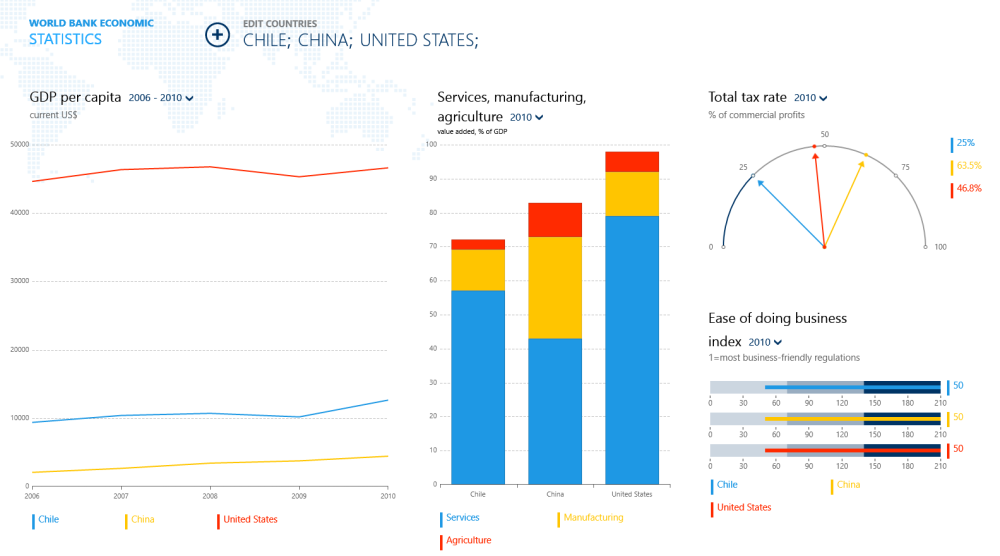 WORLD BANK ECONOMIC
STATISTICS
EDIT COUNTRIES
CHILE; CHINA; UNITED STATES;
GDP per capita 2006 - 2010
current US$
50000
40000
30000
20000
10000
0
2006 2007 2008 2009 2010
Chile China United States
Services, manufacturing,
agriculture 2010
value added, % of GDP
100
90
80
70
60
50
40
30
20
10
0
Chile China United States
Services Manufacturing
Agriculture
Total tax rate 2010
% of commercial profits
0 25 50 75 100
25%
63.5%
46.8%
Ease of doing business
index 2010
1=most business-friendly regulations
50
0 30 60 90 120 150 180 210
50
0 30 60 90 120 150 180 210
50
0 30 60 90 120 150 180 210
Chile China
United States